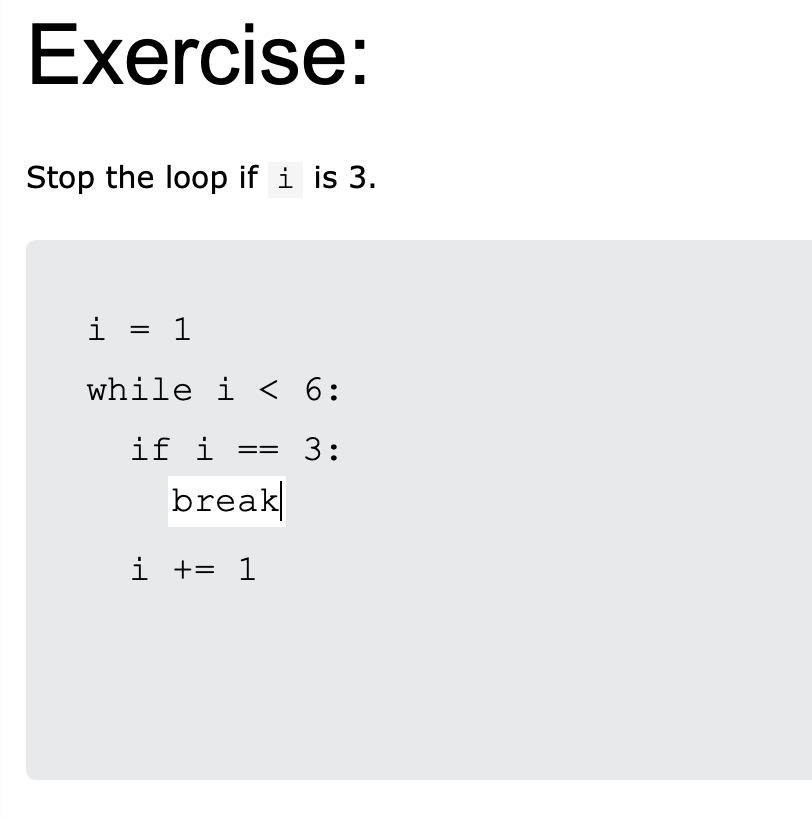 Exercise:
Stop the loop if i is 3.
i = 1
while i < 6:
  if i == 3:
    break
  i += 1